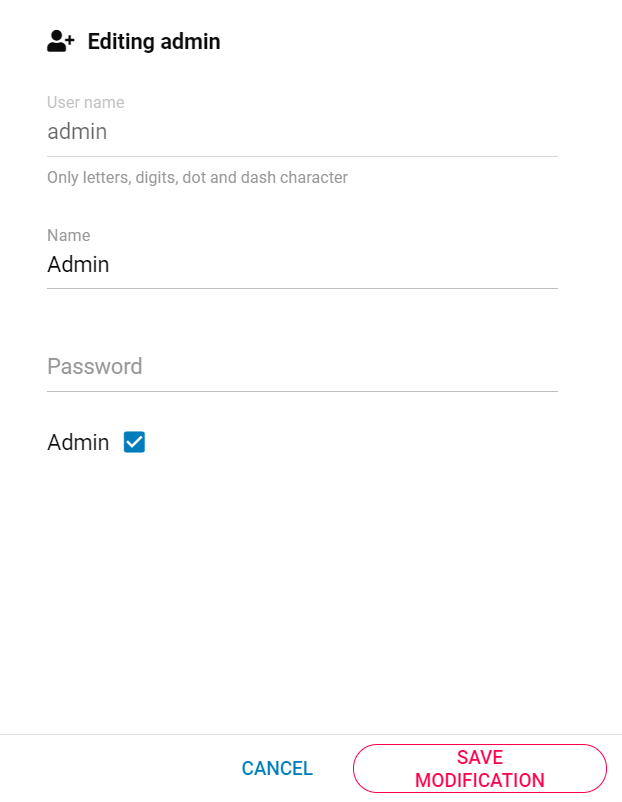 Editing admin
User name
admin
Only letters, digits, dot and dash character
Name
Admin
Password
Admin
CANCEL
SAVE
MODIFICATION